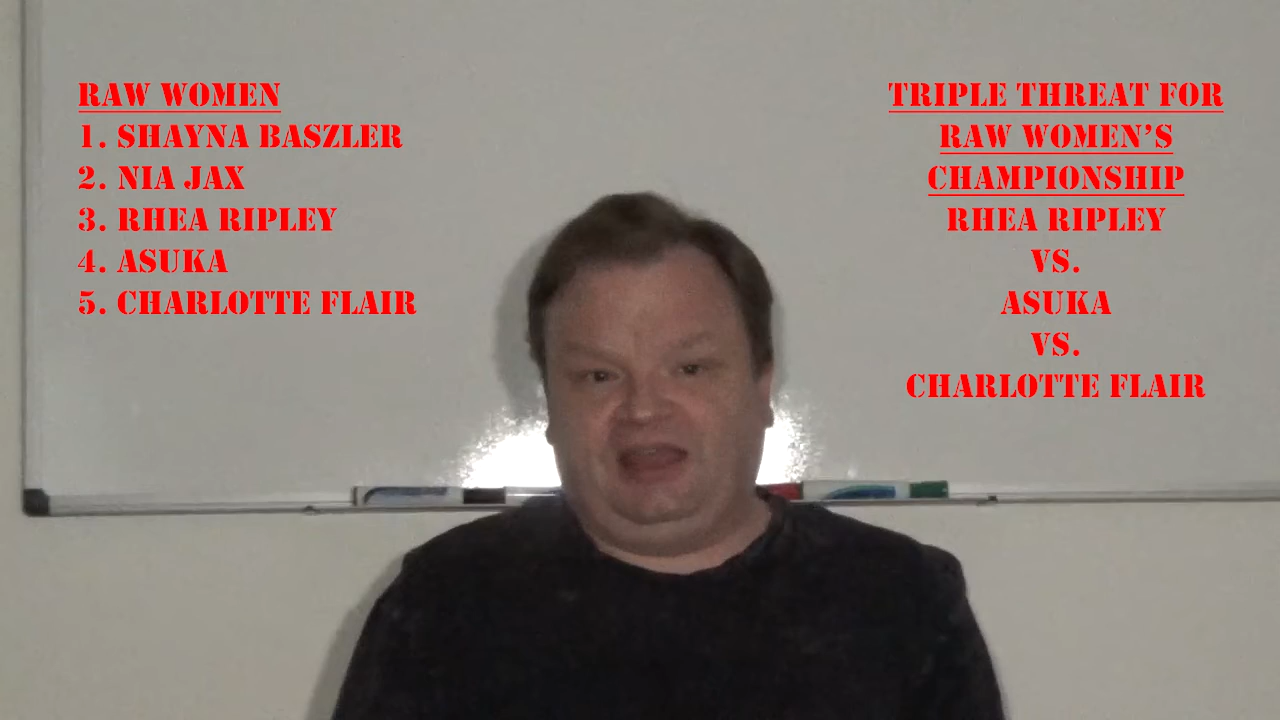 RAW WOMEN
1. SHAYNA BASZLER
2. NIA JAX
3. RHEA RIPLEY
4. ASUKA
5. CHARLOTTE FLAIR
TRIPLE THREAT FOR
RAW WOMEN'S
CHAMPIONSHIP
RHEA RIPLEY
VS.
ASUKA
VS.
CHARLOTTE FLAIR